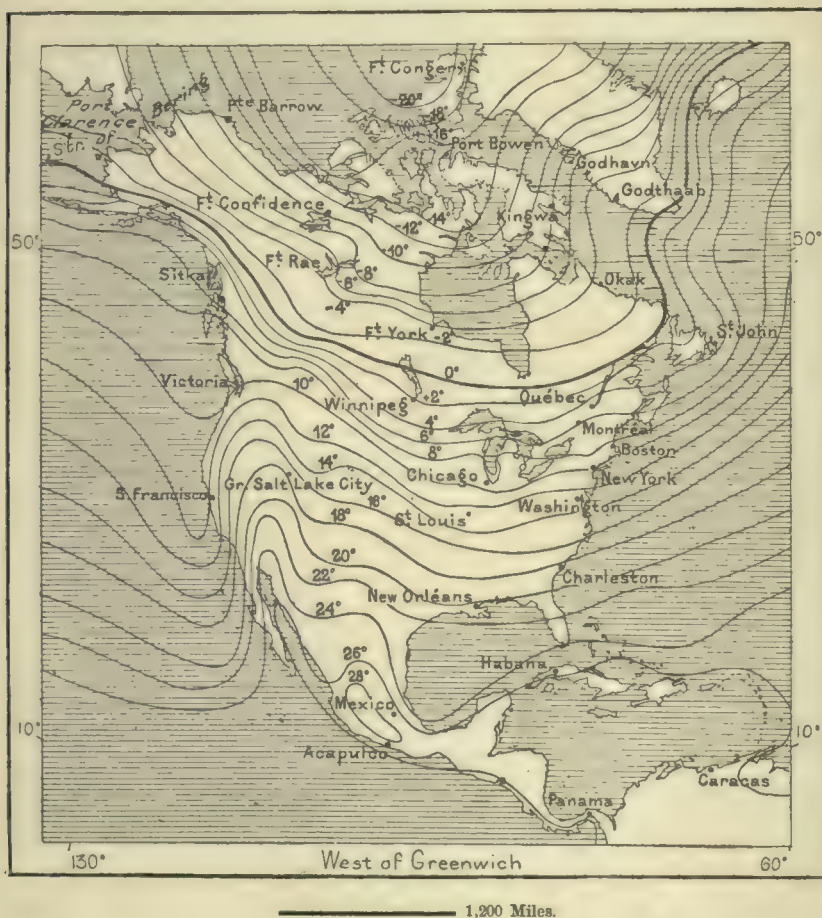 Ft. Conger
Port
Clarence
Bering
Str. of
Pte Barrow
20°
18°
16°
Port Bowen
Godhavn
Godthaab
Ft. Confidence
14°
-12°
-10°
Kingwa
50°
50°
Sitka
Ft. Rae
-8°
6°
-4°
Okak
Ft. York
-2°
St. John
0°
Victoria
10°
Winnipeg
+2°
Québec
4°
6°
8°
12°
Montréal
Boston
14°
Chicago
New York
S. Francisco
Gr. Salt Lake City
16°
Washington
18°
St. Louis
20°
22°
New Orléans
Charleston
24°
26°
Habana
28°
Mexico
10°
10°
Acapulco
Caracas
Panama
130°
West of Greenwich
60°
1,200 Miles.